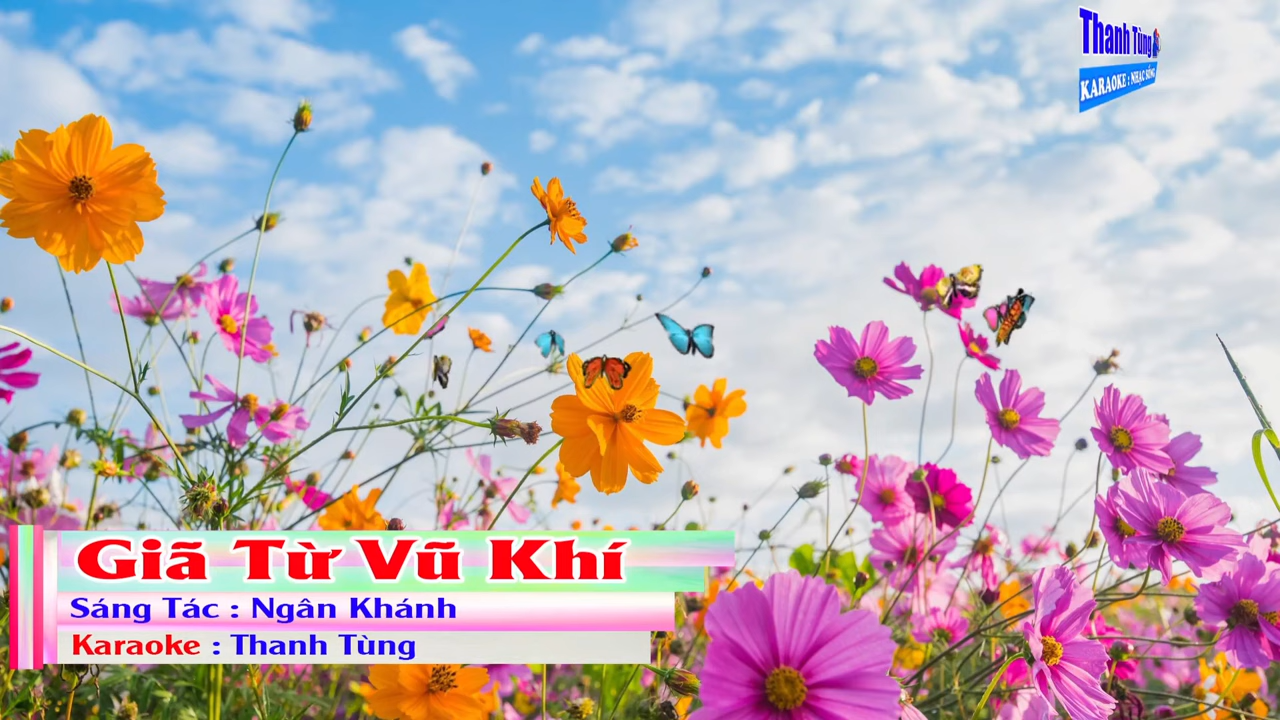 Thanh Tùng
KARAOKE : NHẠC SỐNG
Giã Từ Vũ Khí
Sáng Tác : Ngân Khánh
Karaoke : Thanh Tùng